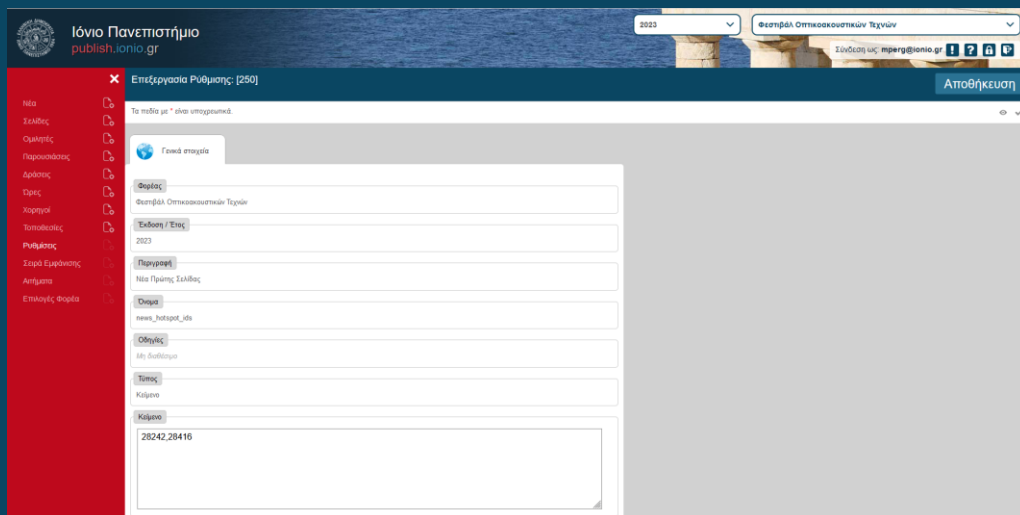 Ιόνιο Πανεπιστήμιο
publish.ionio.gr
2023
Φεστιβάλ Οπτικοακουστικών Τεχνών
Σύνδεση ως: mperg@ionio.gr
Επεξεργασία Ρύθμισης: [250]
Αποθήκευση
Τα πεδία με * είναι υποχρεωτικά.
Νέα
Σελίδες
Ομιλητές
Παρουσιάσεις
Δράσεις
Ώρες
Χορηγοί
Τοποθεσίες
Ρυθμίσεις
Σειρά Εμφάνισης
Αιτήματα
Επιλογές Φορέα
Γενικά στοιχεία
Φορέας
Φεστιβάλ Οπτικοακουστικών Τεχνών
Έκδοση / Έτος
2023
Περιγραφή
Νέα Πρώτης Σελίδας
Όνομα
news_hotspot_ids
Οδηγίες
Μη διαθέσιμο
Τύπος
Κείμενο
Κείμενο
28242,28416